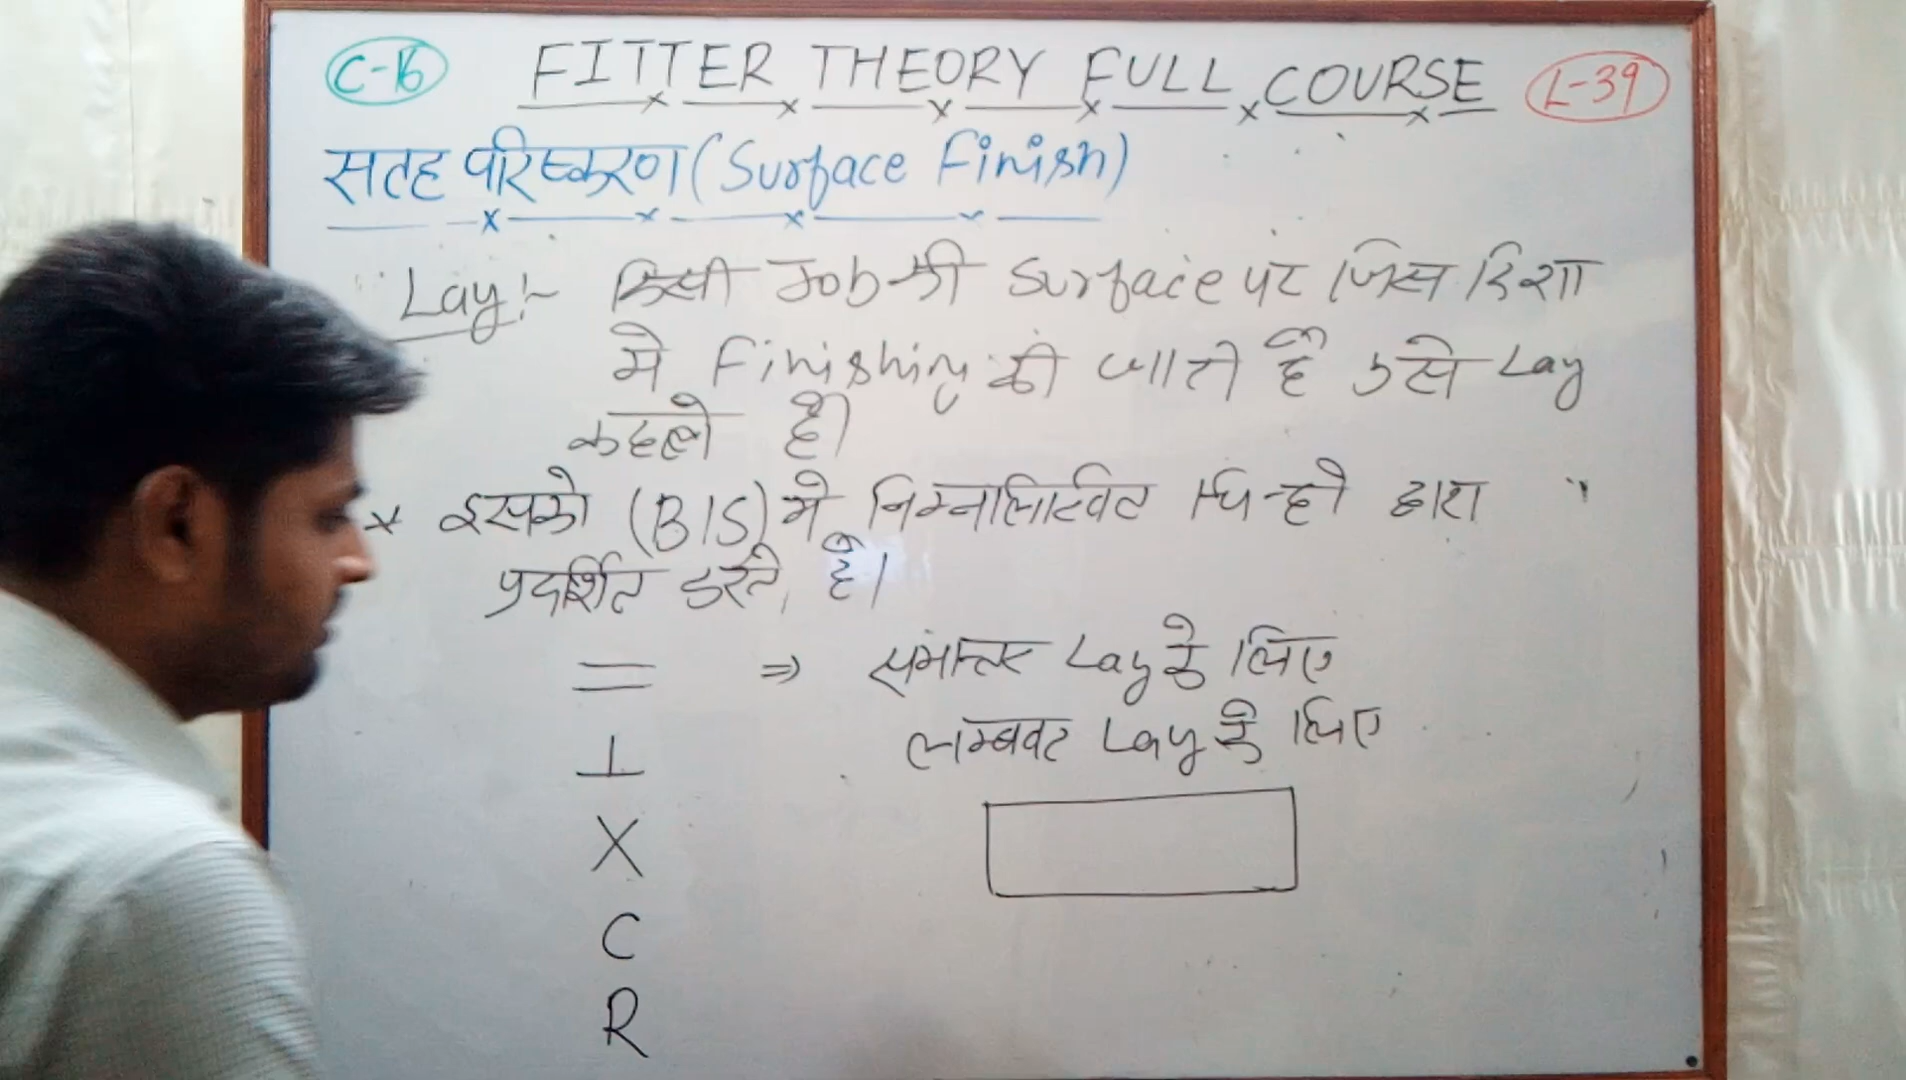 C-16 FITTER THEORY FULL COURSE L-39
सतह परिष्करण (Surface Finish)
Lay:- किसी Job की Surface पर जिस दिशा
मे Finishing की जाती है उसे Lay
कहते है।
* इसको (BIS) मे निम्नलिखित चिन्हो द्वारा
प्रदर्शित करते है।
= ⇒ समान्तर Lay के लिए
⊥ लम्बवत Lay के लिए
X
C
R